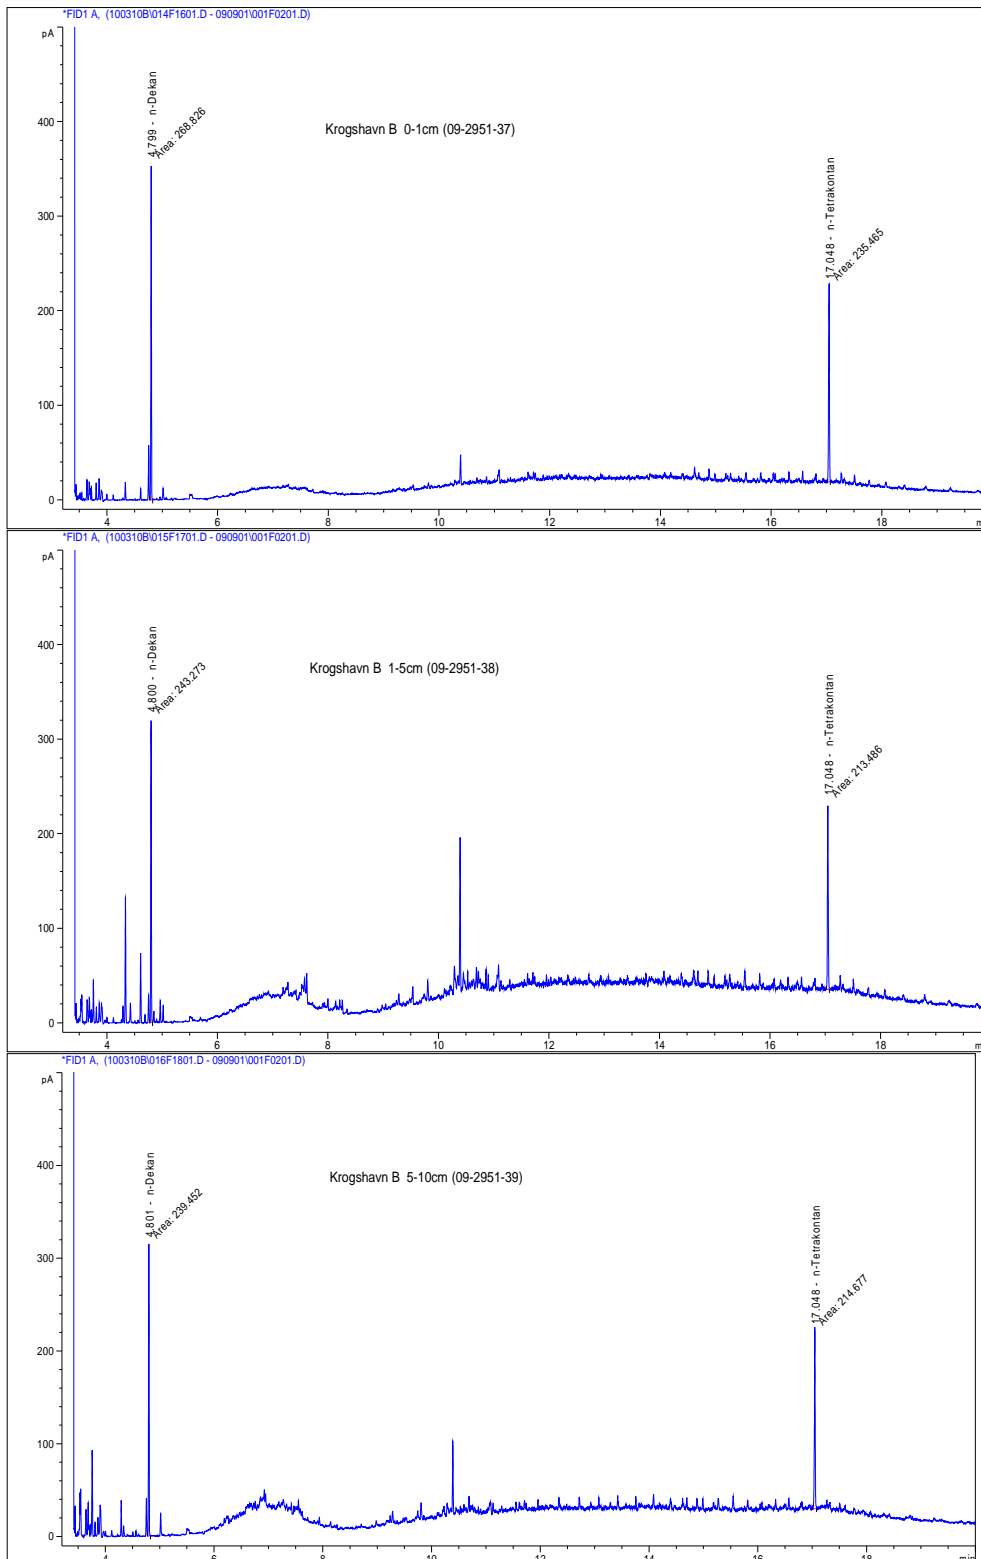 *FID1 A, (100310B\014F1601.D - 090901\001F0201.D)
pA
400
300
200
100
0
4.799 - n-Dekan
Area: 268.826
Krogshavn B 0-1cm (09-2951-37)
17.048 - n-Tetrakontan
Area: 235.465
4 6 8 10 12 14 16 18 m
*FID1 A, (100310B\015F1701.D - 090901\001F0201.D)
pA
400
300
200
100
0
4.800 - n-Dekan
Area: 243.273
Krogshavn B 1-5cm (09-2951-38)
17.048 - n-Tetrakontan
Area: 213.486
4 6 8 10 12 14 16 18 m
*FID1 A, (100310B\016F1801.D - 090901\001F0201.D)
pA
400
300
200
100
0
4.801 - n-Dekan
Area: 239.452
Krogshavn B 5-10cm (09-2951-39)
17.048 - n-Tetrakontan
Area: 214.677
4 6 8 10 12 14 16 18 min